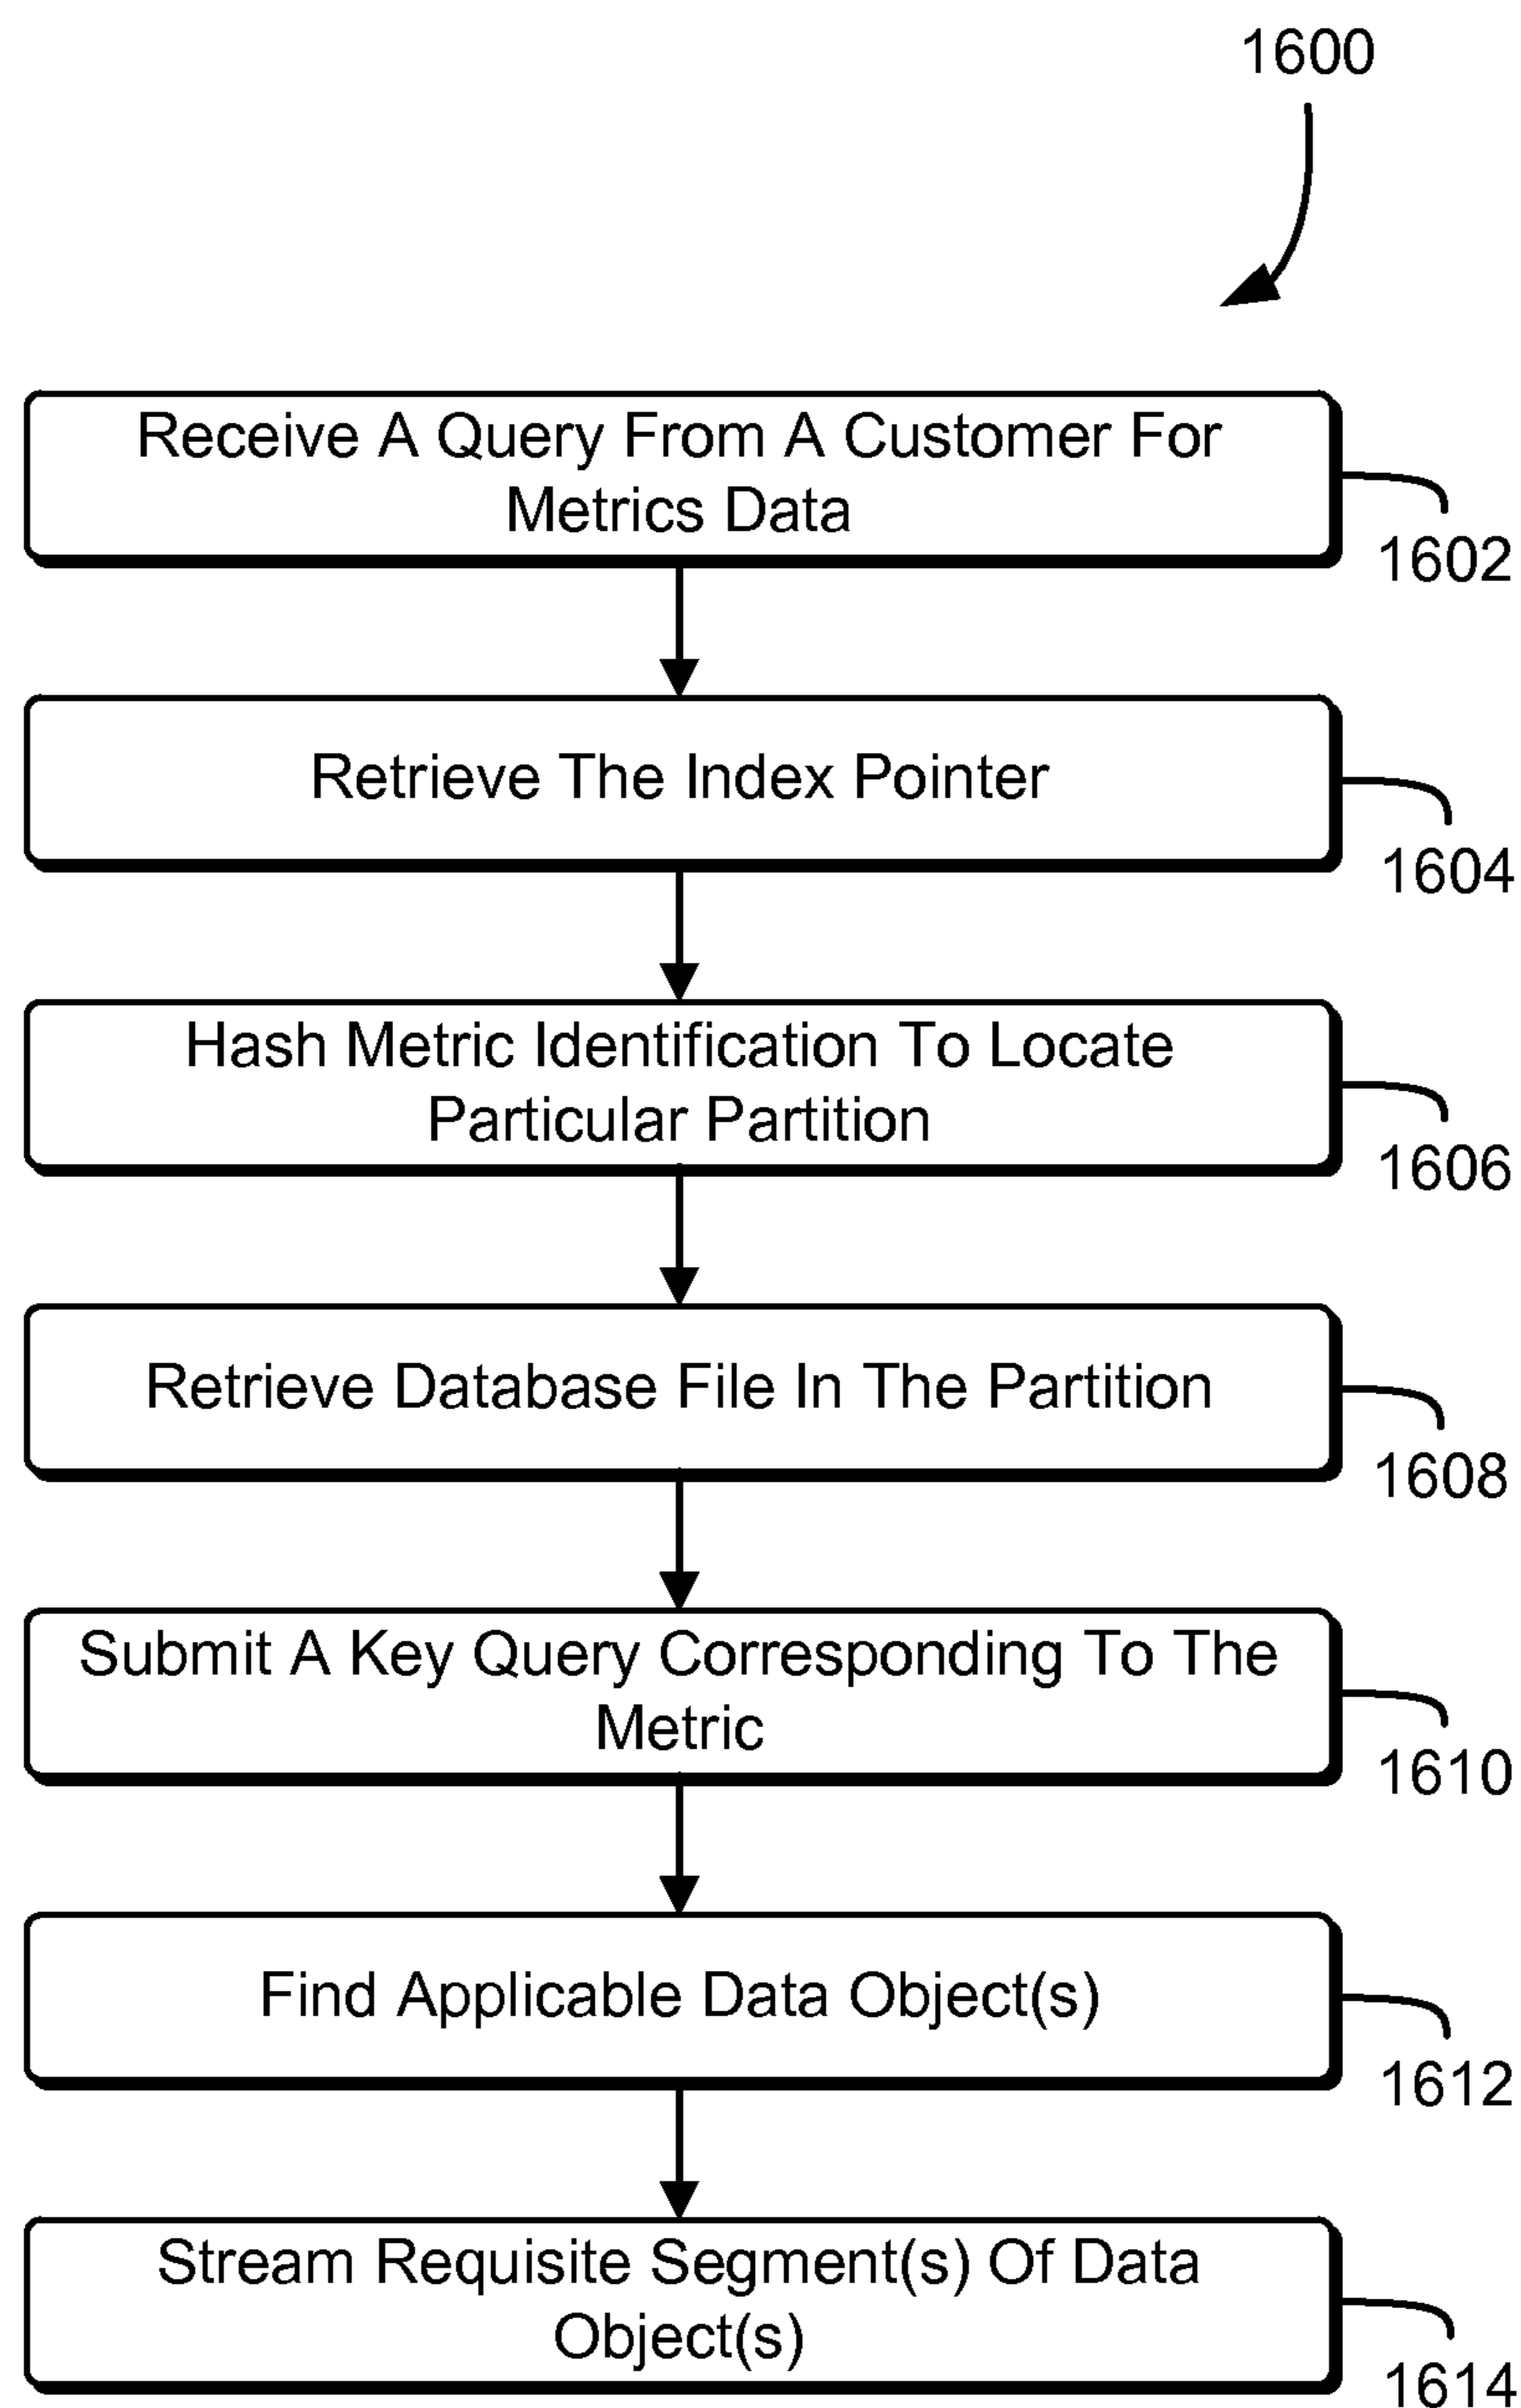 1600
Receive A Query From A Customer For
Metrics Data
1602
Retrieve The Index Pointer
1604
Hash Metric Identification To Locate
Particular Partition
1606
Retrieve Database File In The Partition
1608
Submit A Key Query Corresponding To The
Metric
1610
Find Applicable Data Object(s)
1612
Stream Requisite Segment(s) Of Data
Object(s)
1614